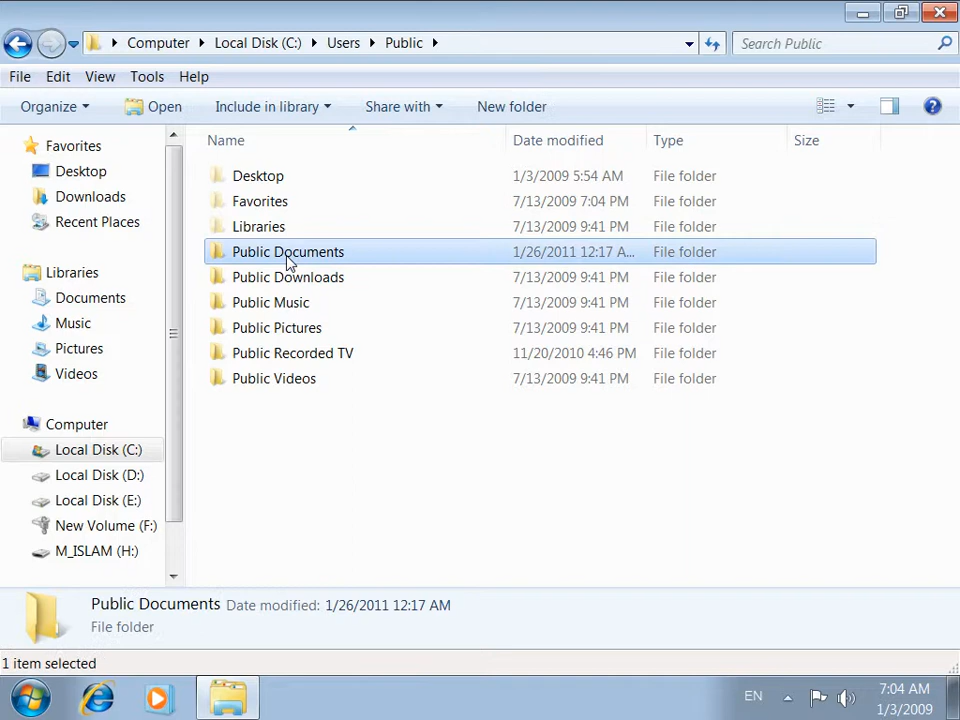 Computer Local Disk (C:) Users Public Search Public
File Edit View Tools Help
Organize Open Include in library Share with New folder
Name Date modified Type Size
Favorites
Desktop
Downloads
Recent Places
Libraries
Documents
Music
Pictures
Videos
Computer
Local Disk (C:)
Local Disk (D:)
Local Disk (E:)
New Volume (F:)
M_ISLAM (H:)
Desktop 1/3/2009 5:54 AM File folder
Favorites 7/13/2009 7:04 PM File folder
Libraries 7/13/2009 9:41 PM File folder
Public Documents 1/26/2011 12:17 A... File folder
Public Downloads 7/13/2009 9:41 PM File folder
Public Music 7/13/2009 9:41 PM File folder
Public Pictures 7/13/2009 9:41 PM File folder
Public Recorded TV 11/20/2010 4:46 PM File folder
Public Videos 7/13/2009 9:41 PM File folder
Public Documents Date modified: 1/26/2011 12:17 AM
File folder
1 item selected
EN 7:04 AM
1/3/2009